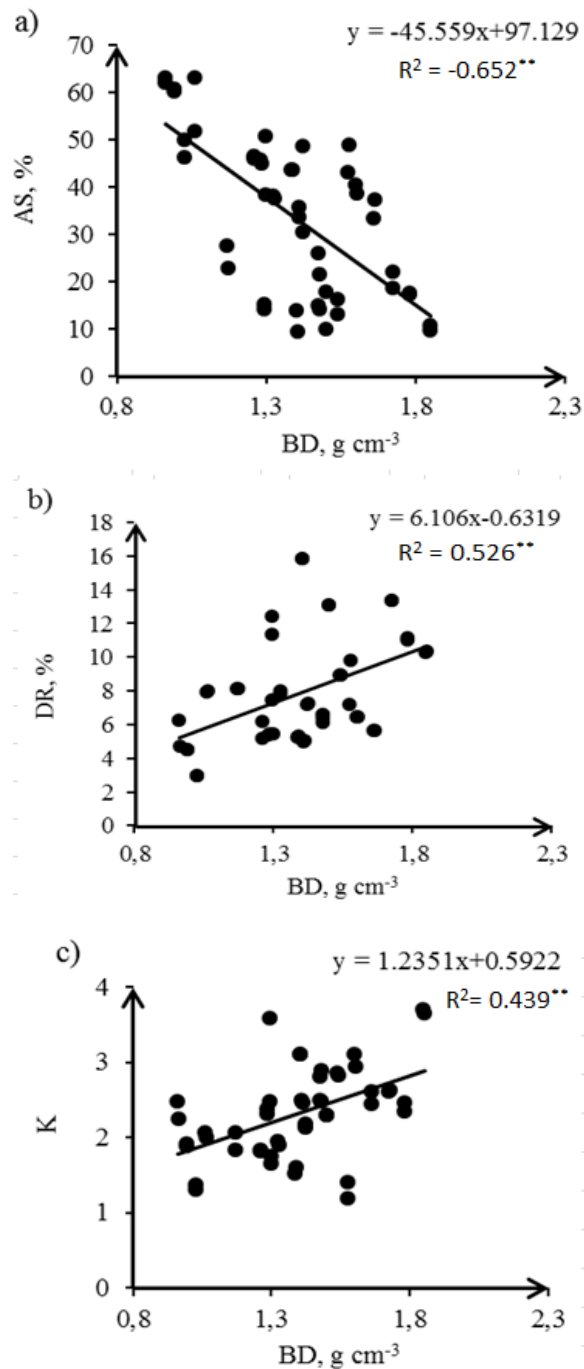 a)
y = -45.559x+97.129
R² = -0.652**
70
60
50
40
30
20
10
0
AS, %
0,8 1,3 1,8 2,3
BD, g cm⁻³
b)
y = 6.106x-0.6319
R² = 0.526**
18
16
14
12
10
8
6
4
2
0
DR, %
0,8 1,3 1,8 2,3
BD, g cm⁻³
c)
y = 1.2351x+0.5922
R²= 0.439**
4
3
2
1
0
K
0,8 1,3 1,8 2,3
BD, g cm⁻³